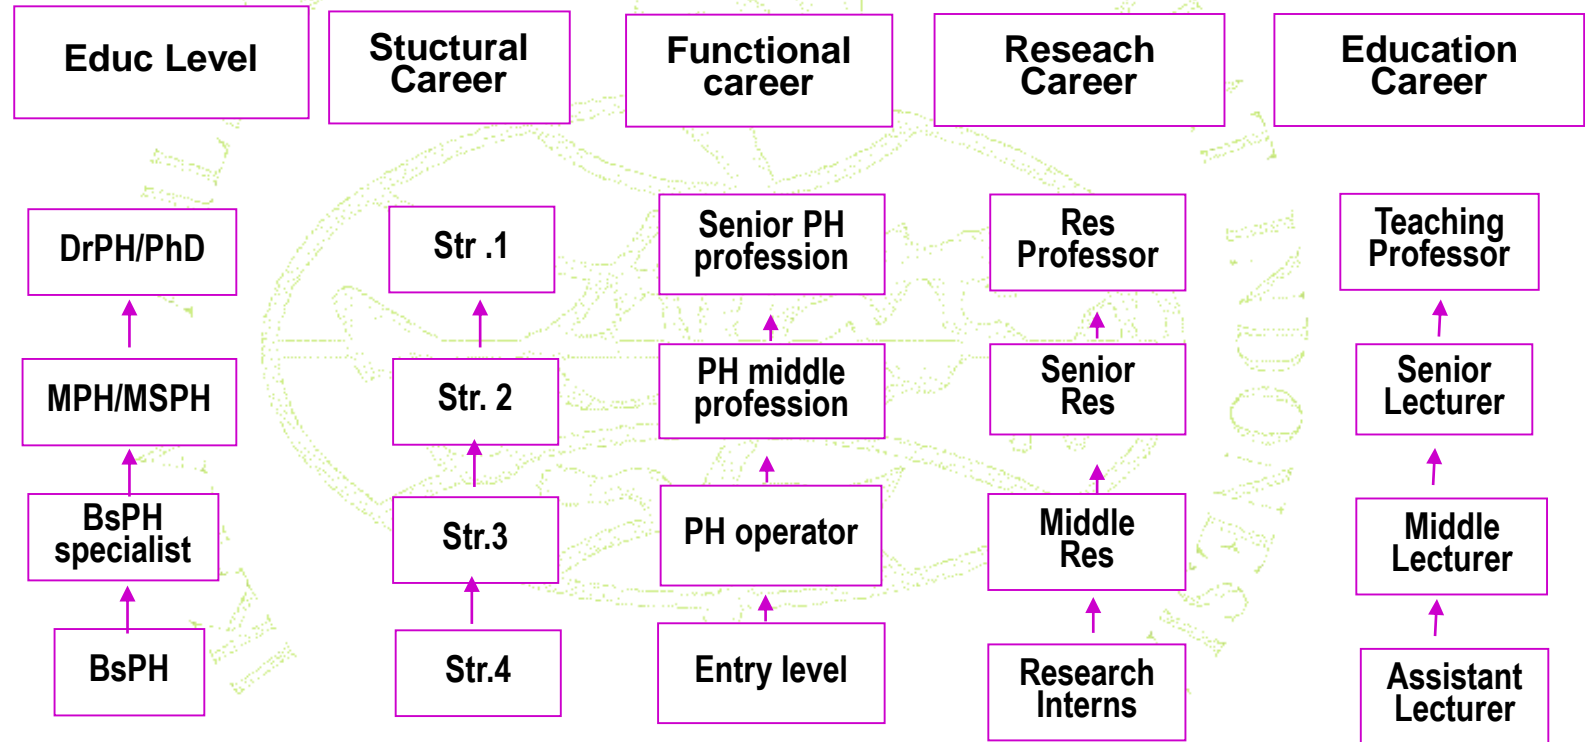 Educ Level
Stuctural
Career
Functional
career
Reseach
Career
Education
Career
DrPH/PhD
Str .1
Senior PH
profession
Res
Professor
Teaching
Professor
MPH/MSPH
Str. 2
PH middle
profession
Senior
Res
Senior
Lecturer
BsPH
specialist
Str.3
PH operator
Middle
Res
Middle
Lecturer
BsPH
Str.4
Entry level
Research
Interns
Assistant
Lecturer